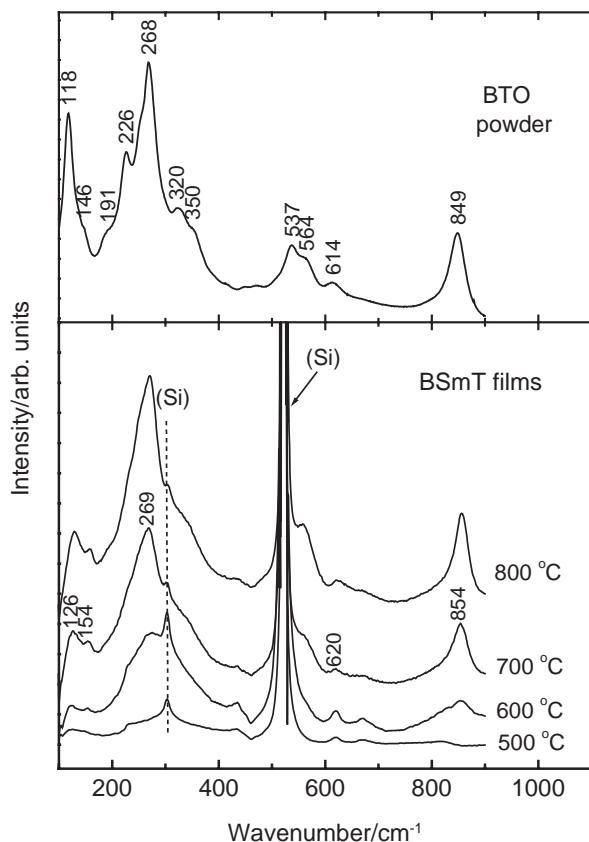 268
118
BTO
powder
226
146
191
320
350
537
564
614
849
Intensity/arb. units
(Si)
(Si)
BSmT films
269
126
154
620
854
800 °C
700 °C
600 °C
500 °C
200
400
600
800
1000
Wavenumber/cm⁻¹